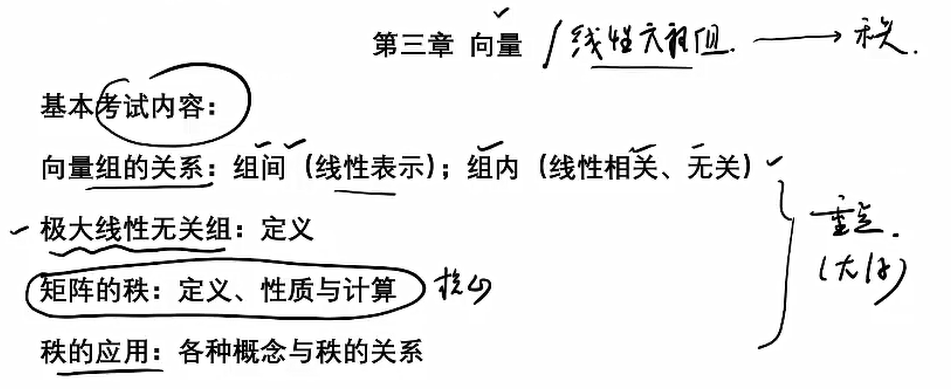 第三章 向量 / 线性方程组. → 秩.
基本考试内容：
向量组的关系：组间（线性表示）；组内（线性相关、无关）
极大线性无关组：定义
重点.
矩阵的秩：定义、性质与计算 核心
秩的应用：各种概念与秩的关系